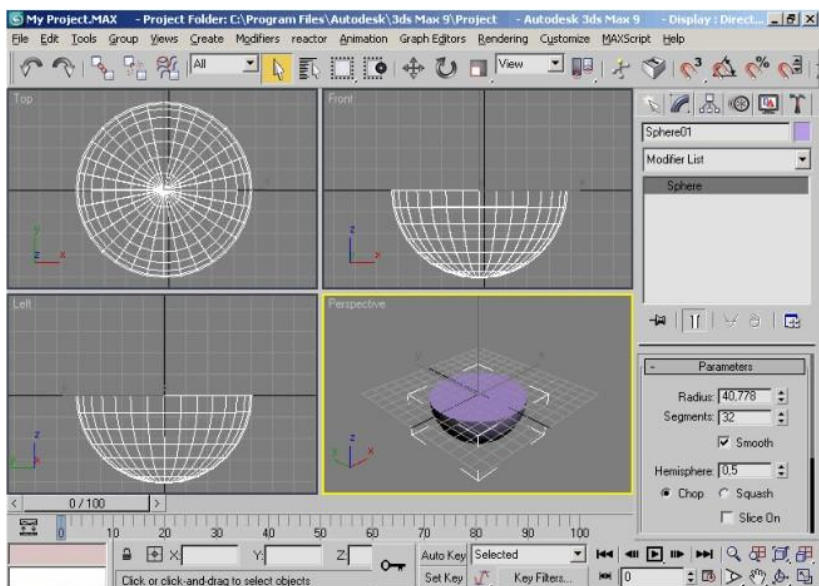 My Project.MAX - Project Folder: C:\Program Files\Autodesk\3ds Max 9\Project - Autodesk 3ds Max 9 - Display : Direct...
File Edit Tools Group Views Create Modifiers reactor Animation Graph Editors Rendering Customize MAXScript Help
All View 3 %
Top Front
Sphere01
Modifier List
Sphere
y z x z x
Left Perspective
Parameters
Radius: 40,778
Segments: 32
Smooth
Hemisphere: 0,5
Chop Squash
Slice On
z y x z x
0 / 100
0 10 20 30 40 50 60 70 80 90 100
X: Y: Z: Auto Key Selected
Click or click-and-drag to select objects Set Key Key Filters... 0